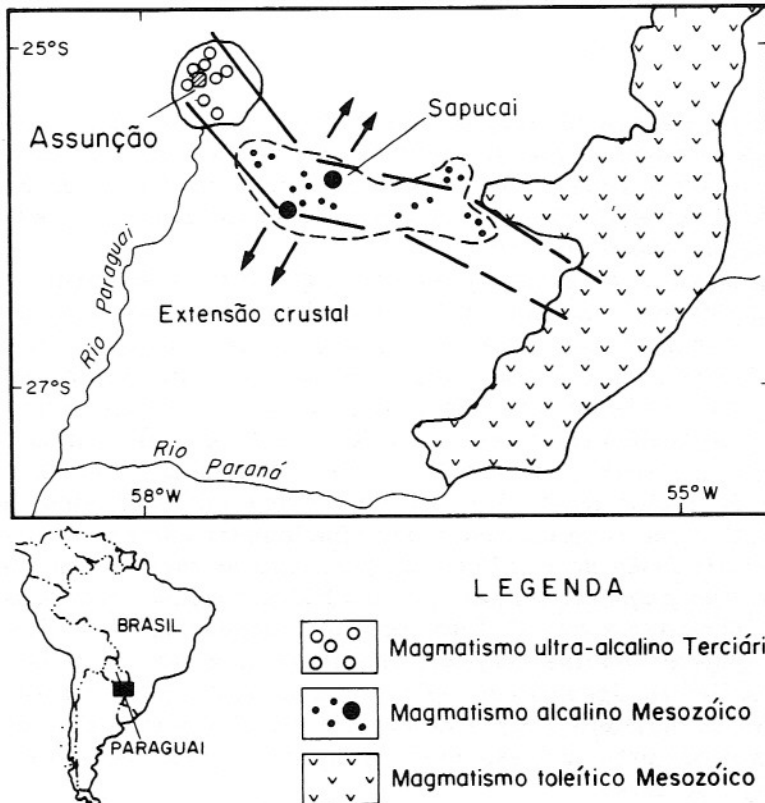 25°S
Sapucai
Assunção
Rio Paraguai
Extensão crustal
27°S
Rio Paraná
58°W
55°W
LEGENDA
BRASIL
Magmatismo ultra-alcalino Terciári
Magmatismo alcalino Mesozóico
PARAGUAI
Magmatismo toleítico Mesozóico